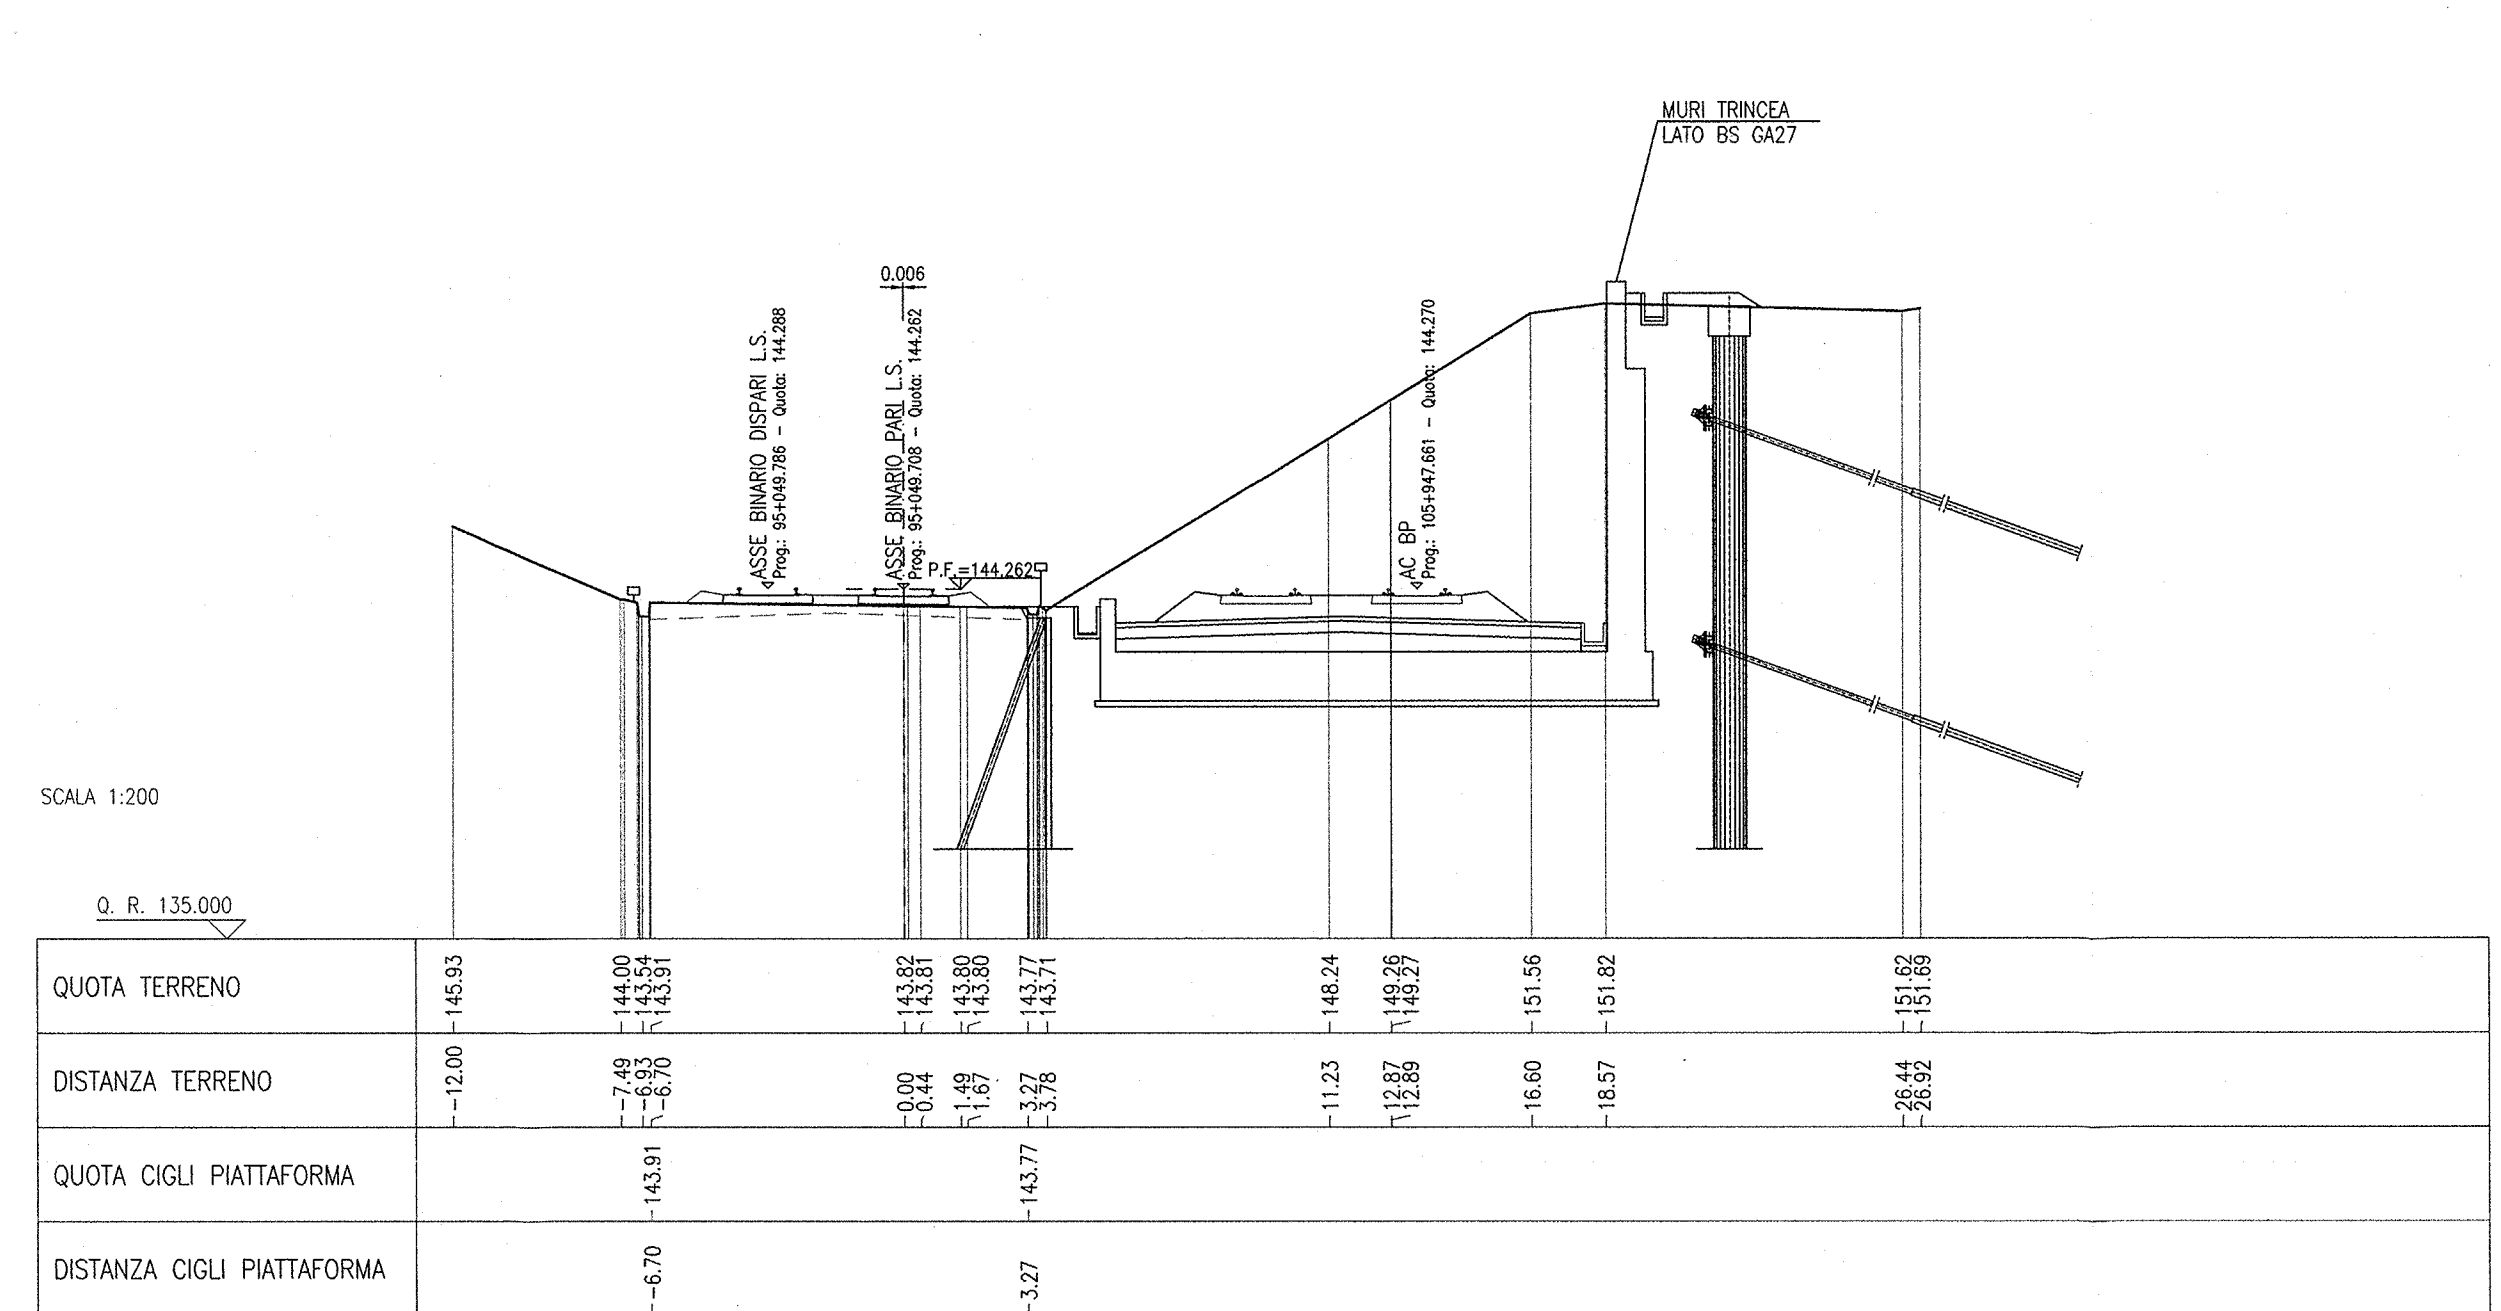 MURI TRINCEA
LATO BS GA27
0.006
ASSE BINARIO DISPARI L.S.
Prog.: 95+049.786 - Quota: 144.288
ASSE BINARIO PARI L.S.
Prog.: 95+049.708 - Quota: 144.262
P.F.=144.262
AC BP
Prog.: 105+947.661 - Quota: 144.270
SCALA 1:200
Q. R. 135.000
QUOTA TERRENO
145.93
144.00
143.54
143.91
143.82
143.81
143.80
143.80
143.77
143.71
148.24
149.26
149.27
151.56
151.82
151.62
151.69
DISTANZA TERRENO
-12.00
-7.49
-6.93
-6.70
0.00
0.44
1.49
1.67
3.27
3.78
11.23
12.87
12.89
16.60
18.57
26.44
26.92
QUOTA CIGLI PIATTAFORMA
143.91
143.77
DISTANZA CIGLI PIATTAFORMA
-6.70
3.27